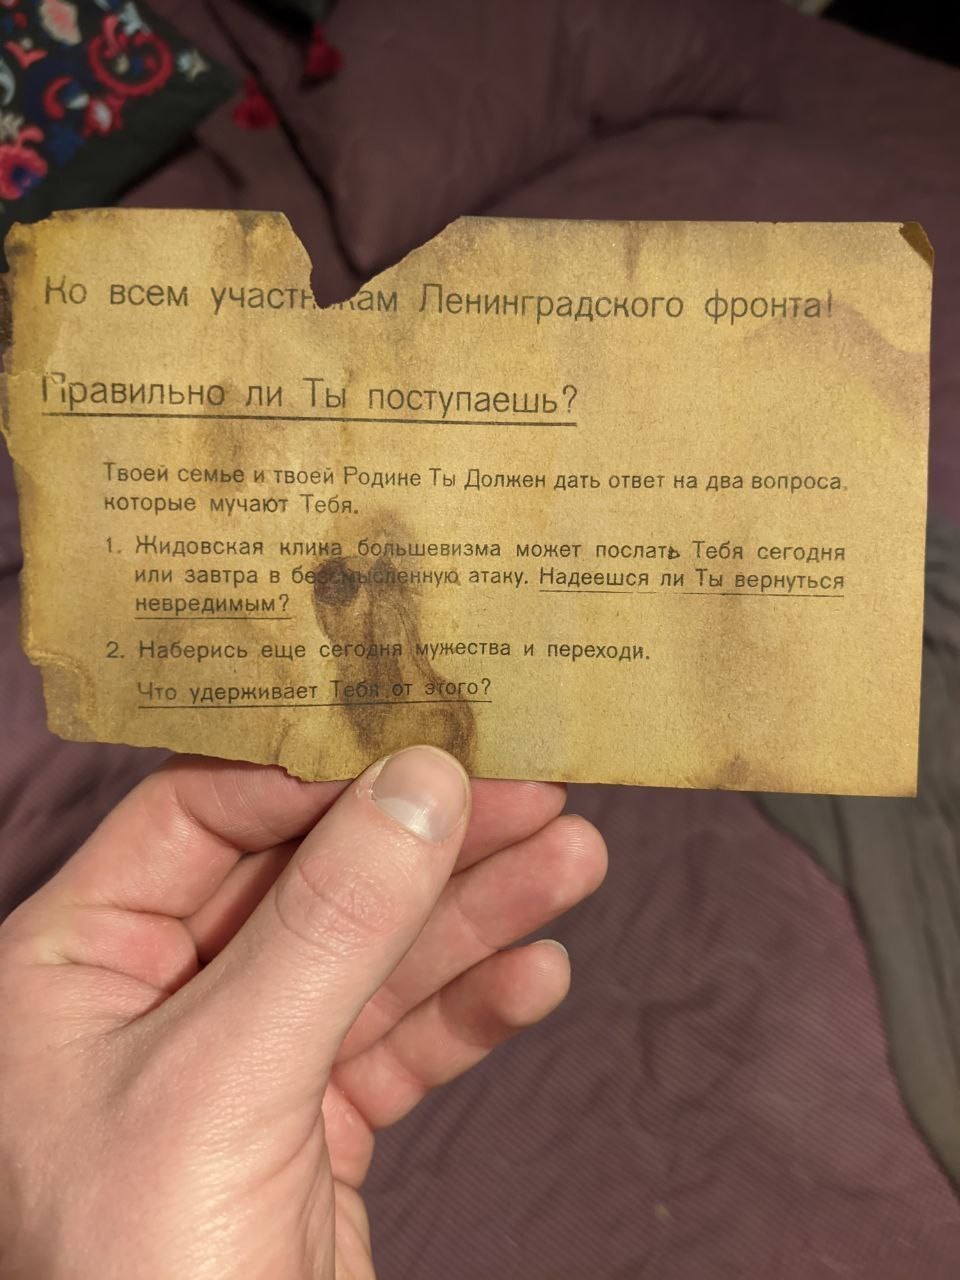 Ко всем участникам Ленинградского фронта!
Правильно ли Ты поступаешь?
Твоей семье и твоей Родине Ты Должен дать ответ на два вопроса,
которые мучают Тебя.
1. Жидовская клика большевизма может послать Тебя сегодня
или завтра в безсмысленную атаку. Надеешся ли Ты вернуться
невредимым?
2. Наберись еще сегодня мужества и переходи.
Что удерживает Тебя от этого?